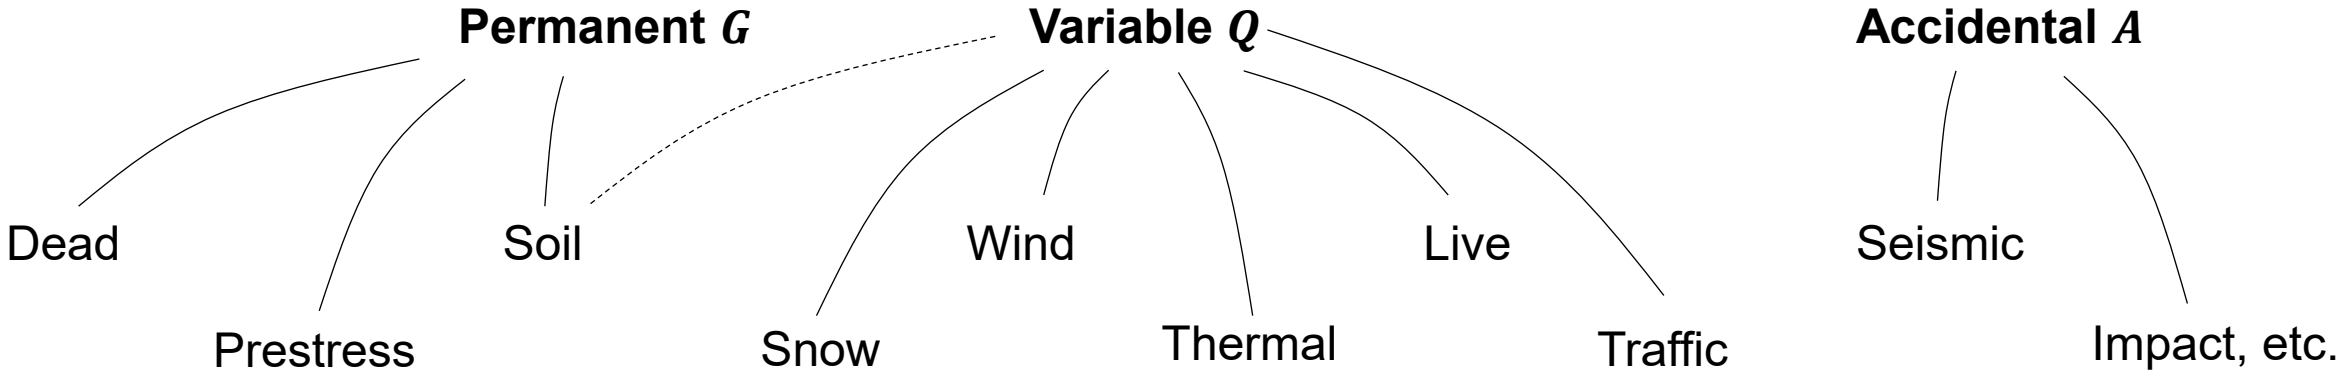 Permanent G
Variable Q
Accidental A
Dead
Soil
Wind
Live
Seismic
Prestress
Snow
Thermal
Traffic
Impact, etc.